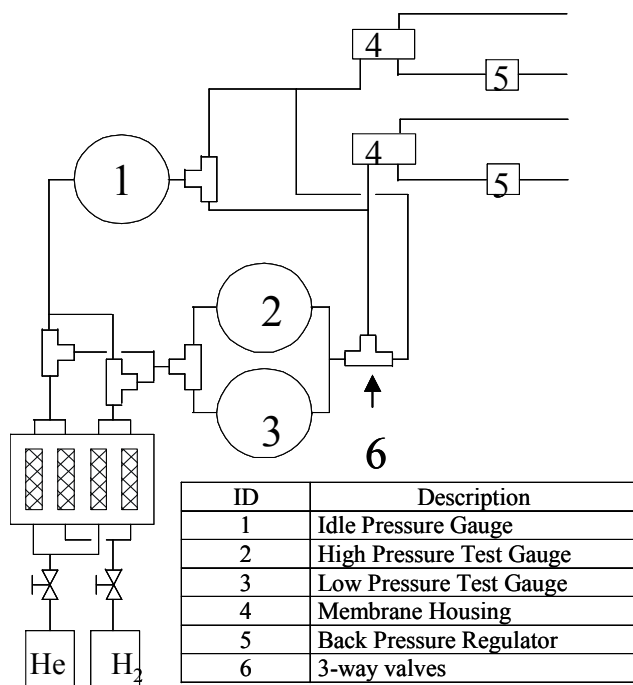 4
5
4
5
1
2
3
6
ID Description
1 Idle Pressure Gauge
2 High Pressure Test Gauge
3 Low Pressure Test Gauge
4 Membrane Housing
5 Back Pressure Regulator
6 3-way valves
He H₂